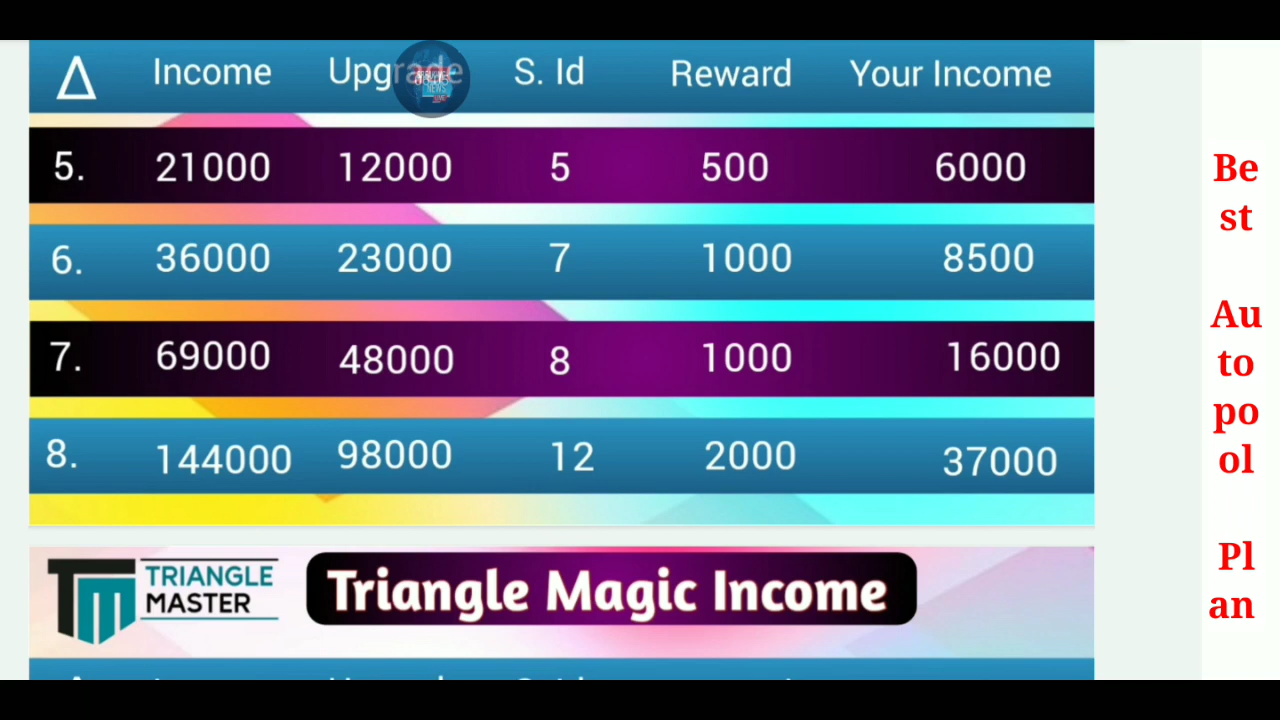 Δ Income Upgrade S. Id Reward Your Income
5. 21000 12000 5 500 6000
6. 36000 23000 7 1000 8500
7. 69000 48000 8 1000 16000
8. 144000 98000 12 2000 37000
TRIANGLE
MASTER
Triangle Magic Income
Be
st
Au
to
po
ol
Pl
an
NEWS